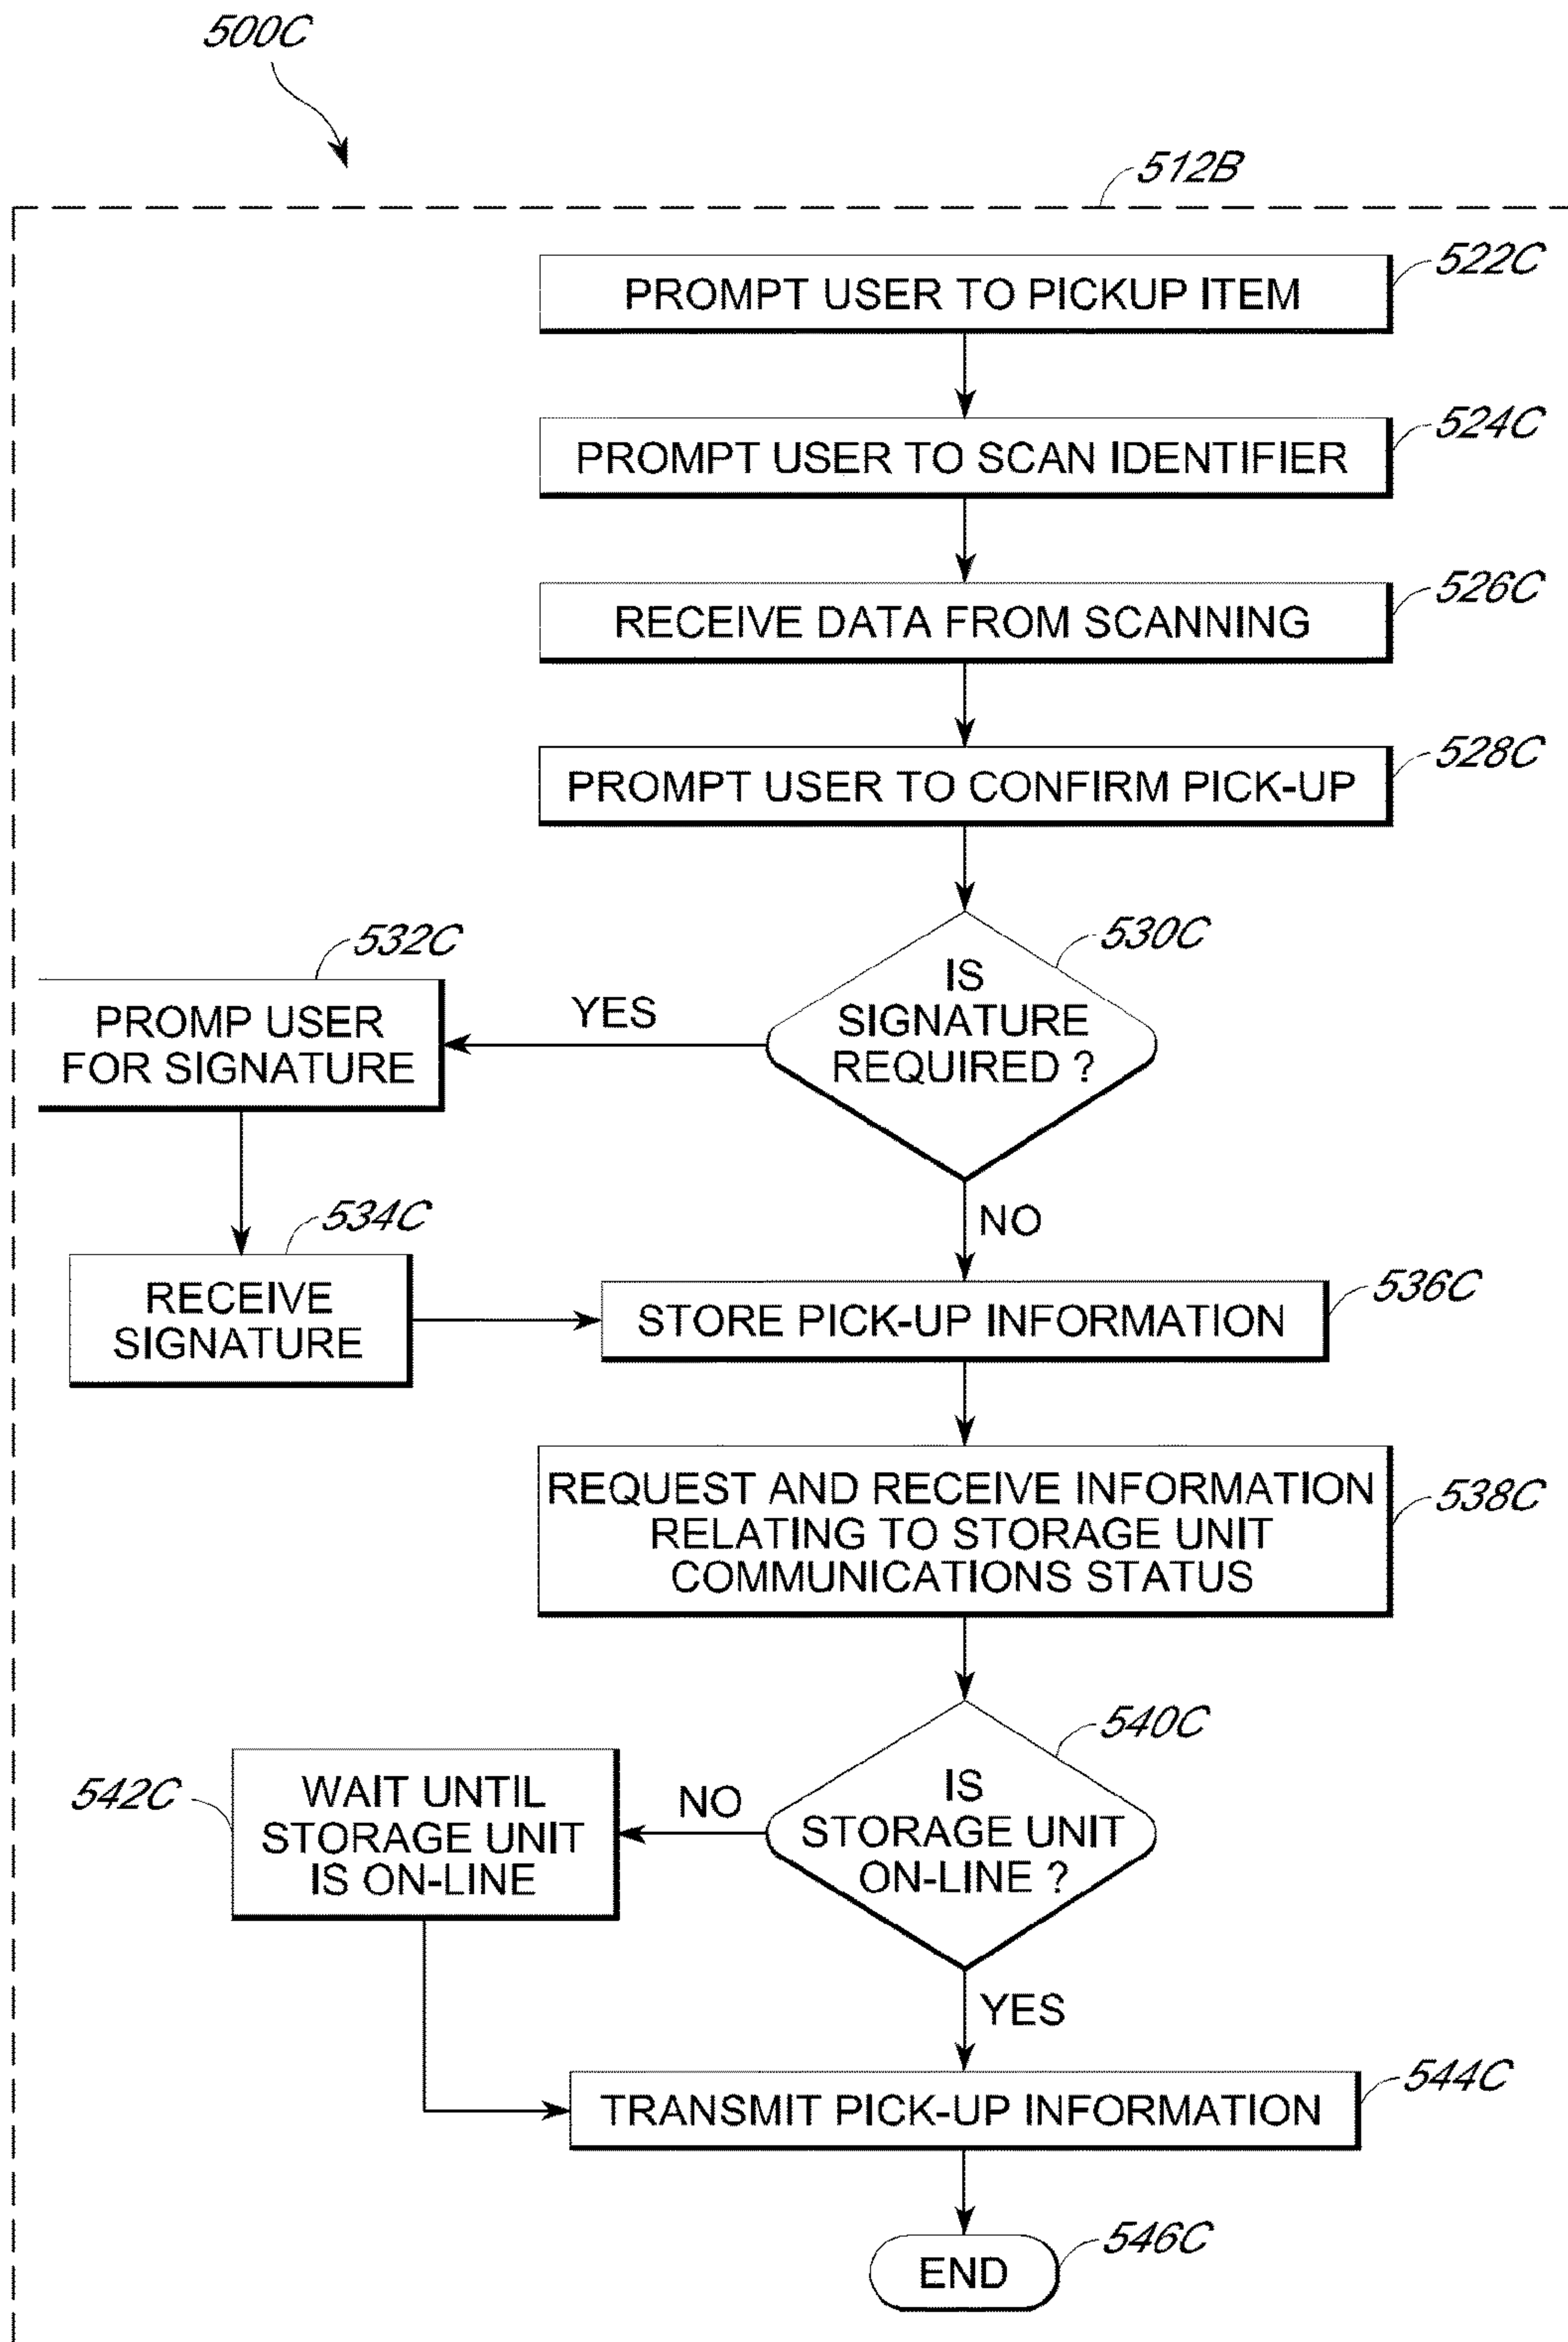 500C
512B
PROMPT USER TO PICKUP ITEM
522C
PROMPT USER TO SCAN IDENTIFIER
524C
RECEIVE DATA FROM SCANNING
526C
PROMPT USER TO CONFIRM PICK-UP
528C
IS
SIGNATURE
REQUIRED ?
530C
YES
532C
PROMP USER
FOR SIGNATURE
NO
534C
RECEIVE
SIGNATURE
STORE PICK-UP INFORMATION
536C
REQUEST AND RECEIVE INFORMATION
RELATING TO STORAGE UNIT
COMMUNICATIONS STATUS
538C
IS
STORAGE UNIT
ON-LINE ?
540C
NO
542C
WAIT UNTIL
STORAGE UNIT
IS ON-LINE
YES
TRANSMIT PICK-UP INFORMATION
544C
END
546C